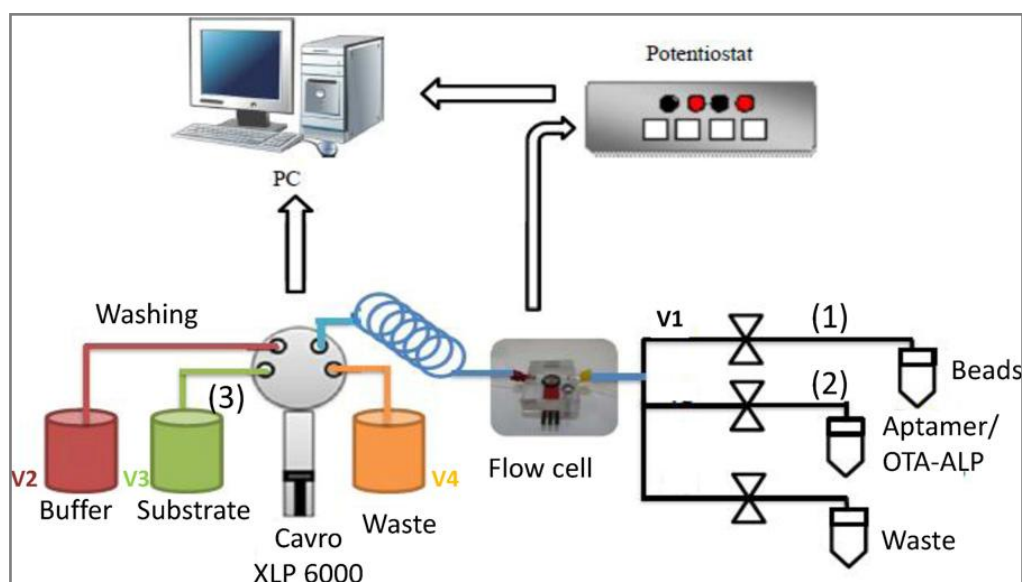 Potentiostat
PC
Washing
V1
(1)
Beads
(2)
Aptamer/
OTA-ALP
(3)
Flow cell
V2
V3
V4
Buffer
Substrate
Waste
Waste
Cavro
XLP 6000